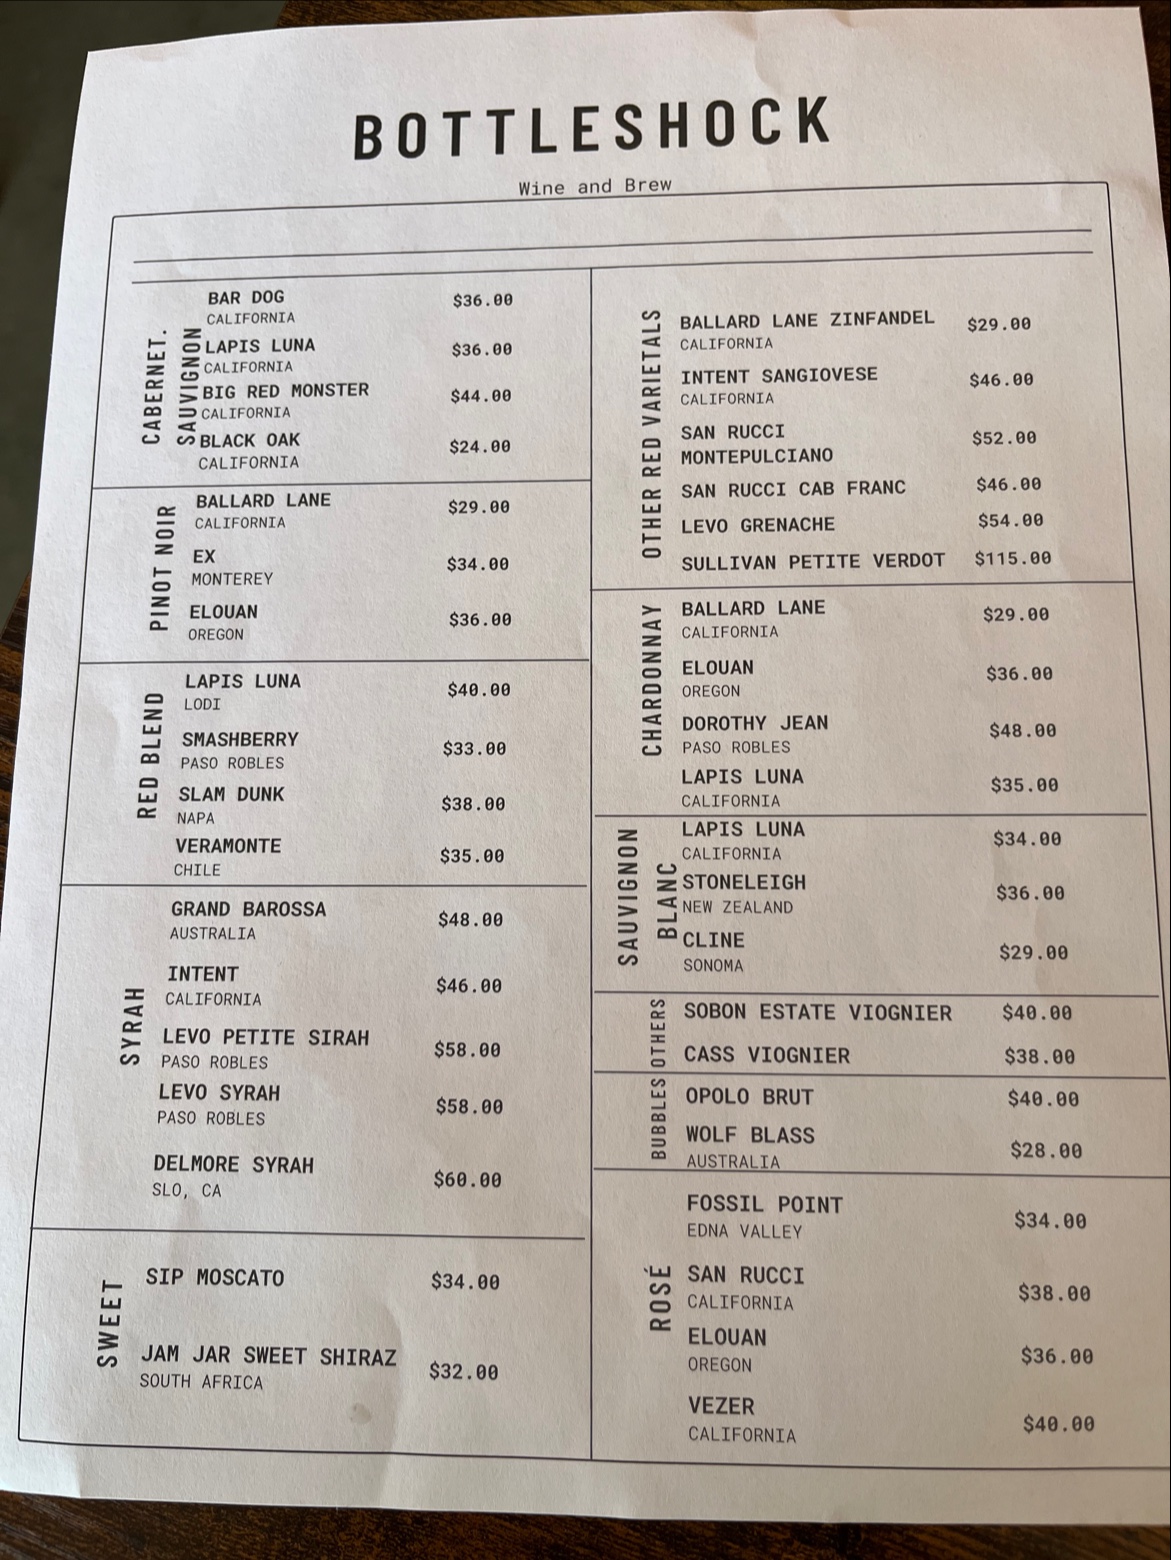 BOTTLESHOCK
Wine and Brew
CABERNET.
SAUVIGNON
BAR DOG $36.00
CALIFORNIA
LAPIS LUNA $36.00
CALIFORNIA
BIG RED MONSTER $44.00
CALIFORNIA
BLACK OAK $24.00
CALIFORNIA
PINOT NOIR
BALLARD LANE $29.00
CALIFORNIA
EX $34.00
MONTEREY
ELOUAN $36.00
OREGON
RED BLEND
LAPIS LUNA $40.00
LODI
SMASHBERRY $33.00
PASO ROBLES
SLAM DUNK $38.00
NAPA
VERAMONTE $35.00
CHILE
SYRAH
GRAND BAROSSA $48.00
AUSTRALIA
INTENT $46.00
CALIFORNIA
LEVO PETITE SIRAH $58.00
PASO ROBLES
LEVO SYRAH $58.00
PASO ROBLES
DELMORE SYRAH $60.00
SLO, CA
SWEET
SIP MOSCATO $34.00
JAM JAR SWEET SHIRAZ $32.00
SOUTH AFRICA
OTHER RED VARIETALS
BALLARD LANE ZINFANDEL $29.00
CALIFORNIA
INTENT SANGIOVESE $46.00
CALIFORNIA
SAN RUCCI $52.00
MONTEPULCIANO
SAN RUCCI CAB FRANC $46.00
LEVO GRENACHE $54.00
SULLIVAN PETITE VERDOT $115.00
CHARDONNAY
BALLARD LANE $29.00
CALIFORNIA
ELOUAN $36.00
OREGON
DOROTHY JEAN $48.00
PASO ROBLES
LAPIS LUNA $35.00
CALIFORNIA
SAUVIGNON
BLANC
LAPIS LUNA $34.00
CALIFORNIA
STONELEIGH $36.00
NEW ZEALAND
CLINE $29.00
SONOMA
OTHERS
SOBON ESTATE VIOGNIER $40.00
CASS VIOGNIER $38.00
BUBBLES
OPOLO BRUT $40.00
WOLF BLASS $28.00
AUSTRALIA
ROSÉ
FOSSIL POINT $34.00
EDNA VALLEY
SAN RUCCI $38.00
CALIFORNIA
ELOUAN $36.00
OREGON
VEZER $40.00
CALIFORNIA